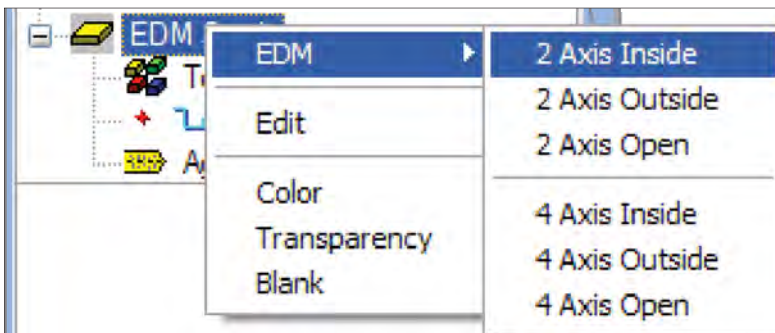 EDM
EDM
Edit
Color
Transparency
Blank
2 Axis Inside
2 Axis Outside
2 Axis Open
4 Axis Inside
4 Axis Outside
4 Axis Open